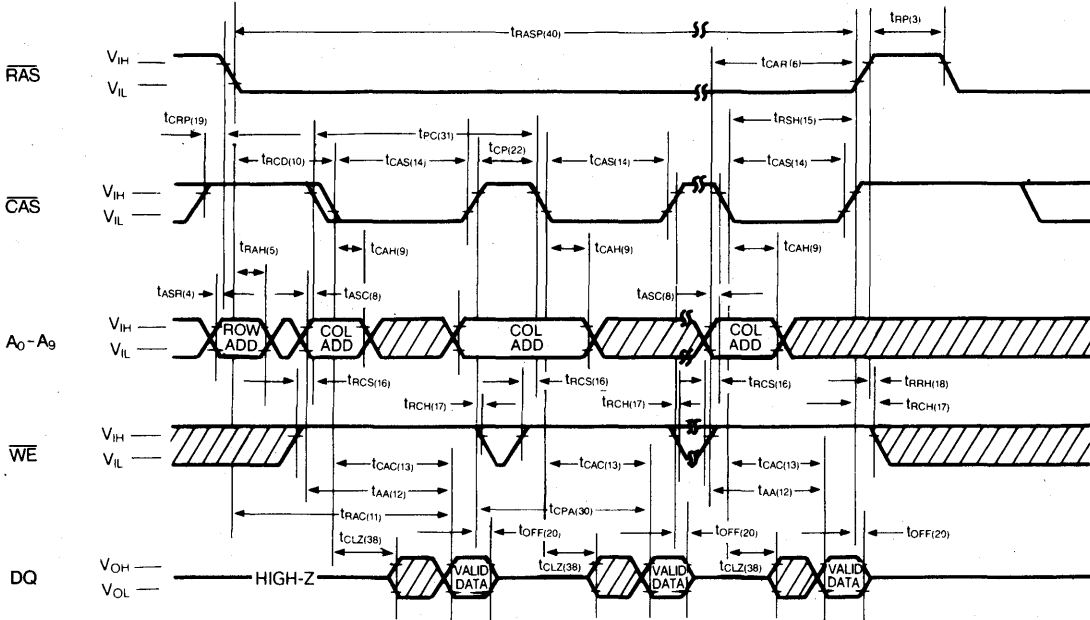 tRASP(40)
tRP(3)
RAS
VIH
VIL
tCAR(6)
tCRP(19)
tPC(31)
tRSH(15)
tRCD(10)
tCAS(14)
tCP(22)
tCAS(14)
tCAS(14)
CAS
VIH
VIL
tRAH(5)
tCAH(9)
tCAH(9)
tCAH(9)
tASR(4)
tASC(8)
tASC(8)
A0-A9
VIH
VIL
ROW ADD
COL ADD
COL ADD
COL ADD
tRCS(16)
tRCS(16)
tRCS(16)
tRRH(18)
tRCH(17)
tRCH(17)
tRCH(17)
WE
VIH
VIL
tCAC(13)
tCAC(13)
tCAC(13)
tAA(12)
tAA(12)
tRAC(11)
tCPA(30)
tOFF(20)
tOFF(20)
tOFF(20)
tCLZ(38)
tCLZ(38)
tCLZ(38)
DQ
VOH
VOL
HIGH-Z
VALID DATA
VALID DATA
VALID DATA